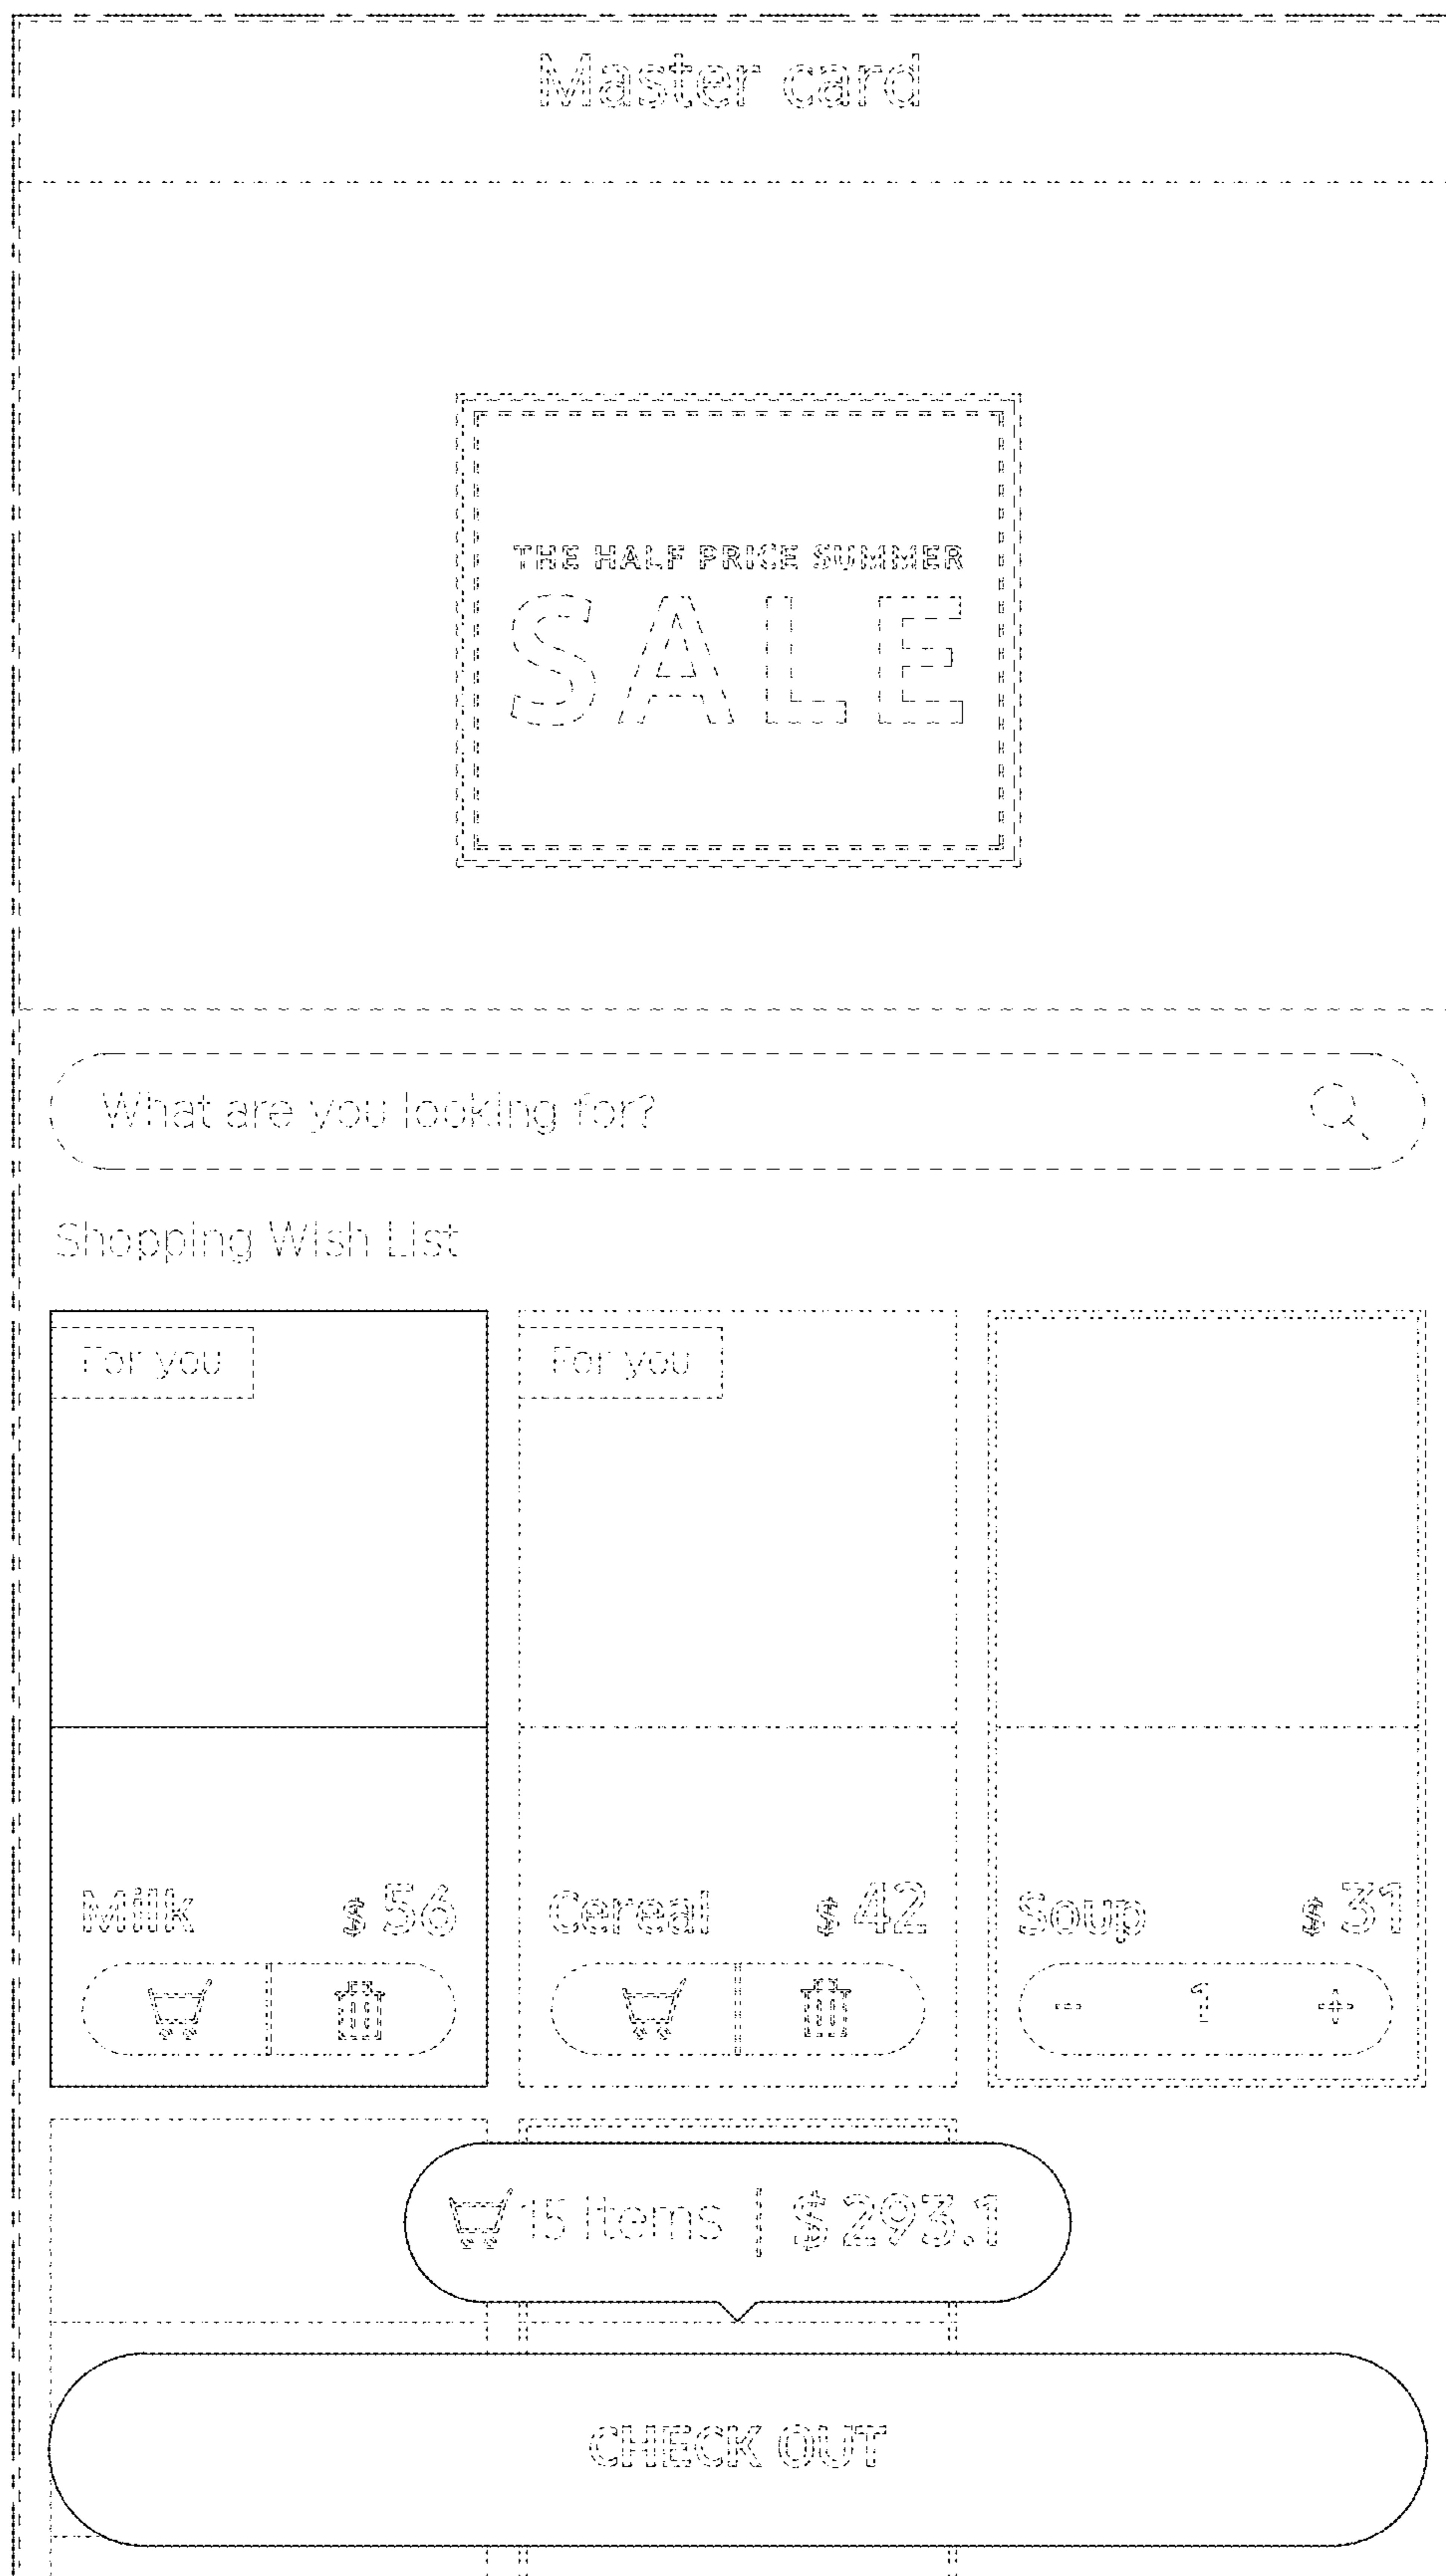 Master card
THE HALF PRICE SUMMER
SALE
What are you looking for?
Shopping Wish List
For you
For you
Milk $ 56
Cereal $ 42
Soup $ 31
- 1 +
15 items | $ 293.1
CHECK OUT